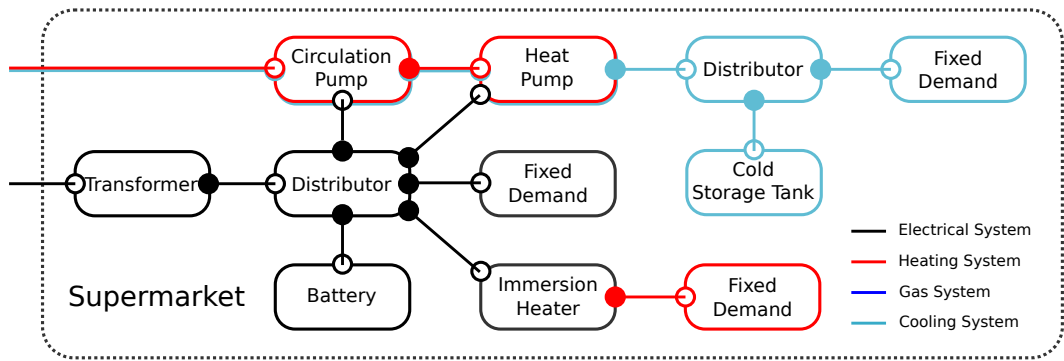 Circulation
Pump
Heat
Pump
Distributor
Fixed
Demand
Transformer
Distributor
Fixed
Demand
Cold
Storage Tank
Supermarket
Battery
Immersion
Heater
Fixed
Demand
Electrical System
Heating System
Gas System
Cooling System